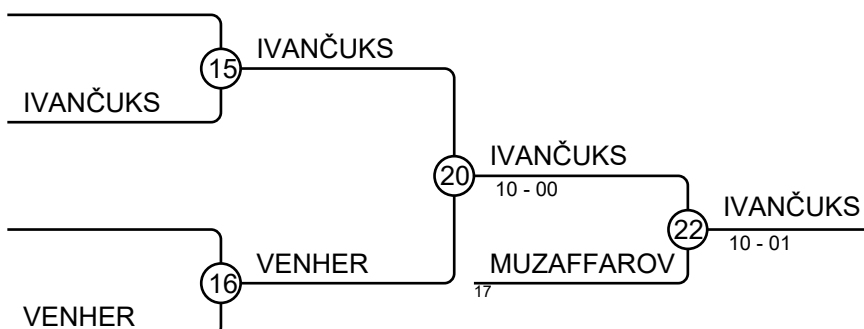 IVANČUKS
15
IVANČUKS
IVANČUKS
20
10 - 00
IVANČUKS
22
10 - 01
VENHER
MUZAFFAROV
17
16
VENHER